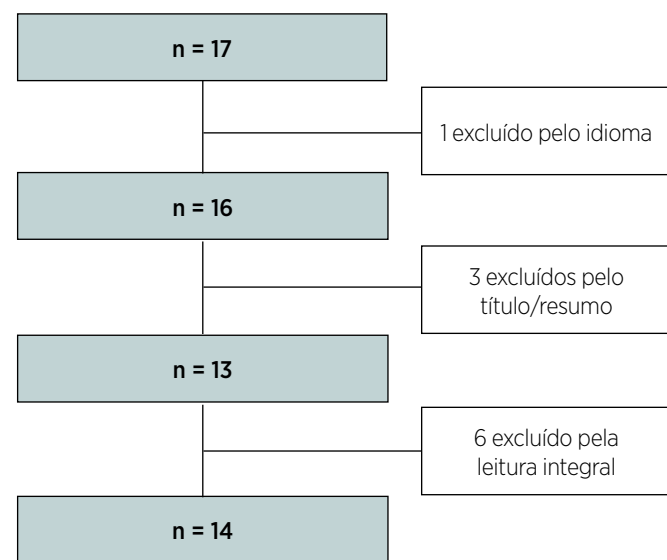 n = 17
1 excluído pelo idioma
n = 16
3 excluídos pelo
título/resumo
n = 13
6 excluído pela
leitura integral
n = 14